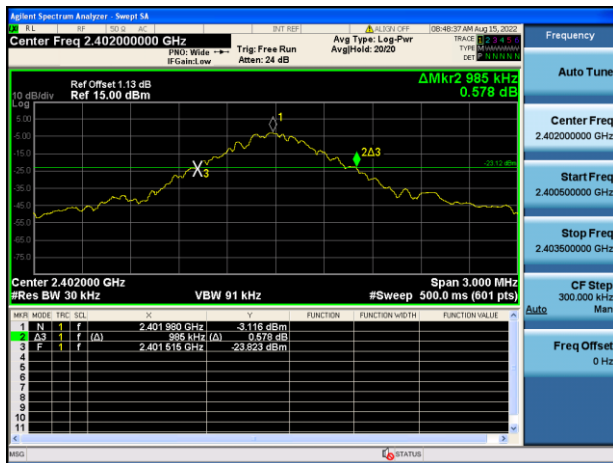 Agilent Spectrum Analyzer - Swept SA
RL RF 50 Ω AC INT REF ALIGN OFF 08:48:37 AM Aug 15, 2022
Center Freq 2.402000000 GHz
PNO: Wide
IFGain:Low
Trig: Free Run
Atten: 24 dB
Avg Type: Log-Pwr
Avg|Hold: 20/20
TRACE 1 2 3 4 5 6
TYPE M
DET P N N N N N
Ref Offset 1.13 dB
10 dB/div Ref 15.00 dBm
ΔMkr2 985 kHz
0.578 dB
Log
5.00
-5.00
-15.0
-25.0
-35.0
-45.0
-55.0
-65.0
-75.0
1
2Δ3
3
-23.12 dBm
Center 2.402000 GHz Span 3.000 MHz
#Res BW 30 kHz VBW 91 kHz #Sweep 500.0 ms (601 pts)
MKR MODE TRC SCL X Y FUNCTION FUNCTION WIDTH FUNCTION VALUE
1 N 1 f 2.401 980 GHz -3.116 dBm
2 Δ3 1 f (Δ) 985 kHz (Δ) 0.578 dB
3 F 1 f 2.401 515 GHz -23.823 dBm
4
5
6
7
8
9
10
11
MSG STATUS
Frequency
Auto Tune
Center Freq
2.402000000 GHz
Start Freq
2.400500000 GHz
Stop Freq
2.403500000 GHz
CF Step
300.000 kHz
Auto Man
Freq Offset
0 Hz